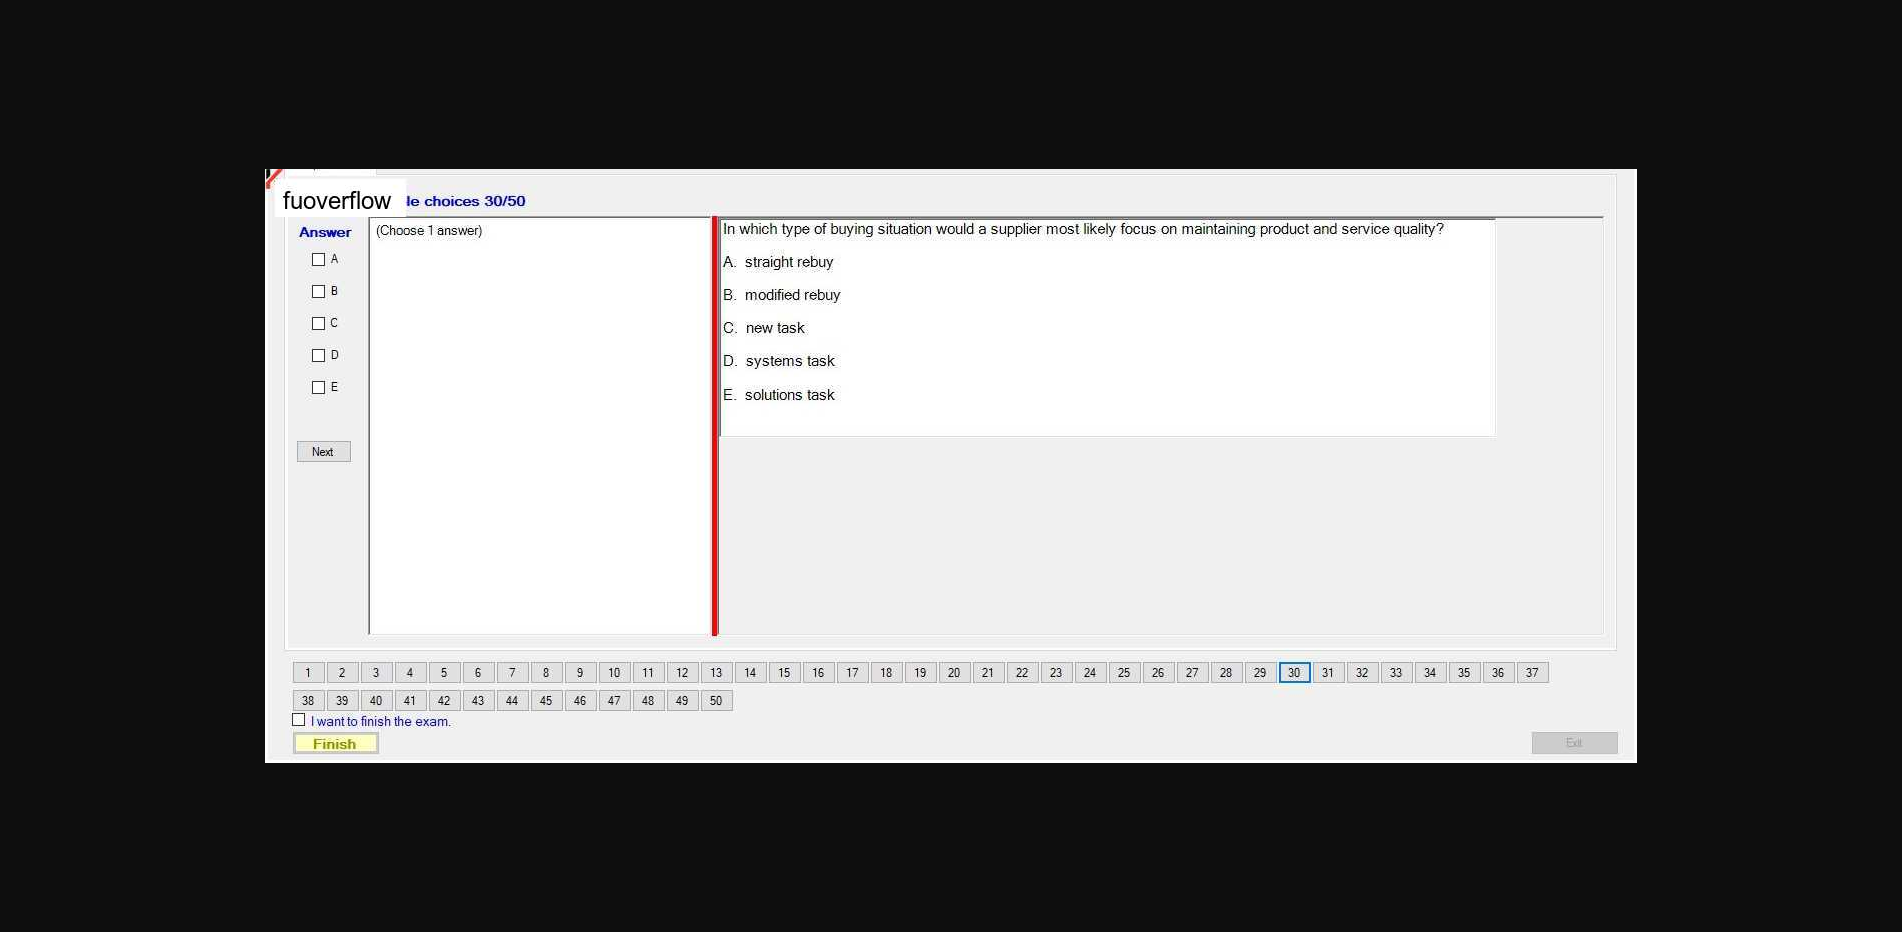 fuoverflow
le choices 30/50
Answer
(Choose 1 answer)
A
B
C
D
E
Next
In which type of buying situation would a supplier most likely focus on maintaining product and service quality?
A. straight rebuy
B. modified rebuy
C. new task
D. systems task
E. solutions task
1 2 3 4 5 6 7 8 9 10 11 12 13 14 15 16 17 18 19 20 21 22 23 24 25 26 27 28 29 30 31 32 33 34 35 36 37
38 39 40 41 42 43 44 45 46 47 48 49 50
I want to finish the exam.
Finish
Exit